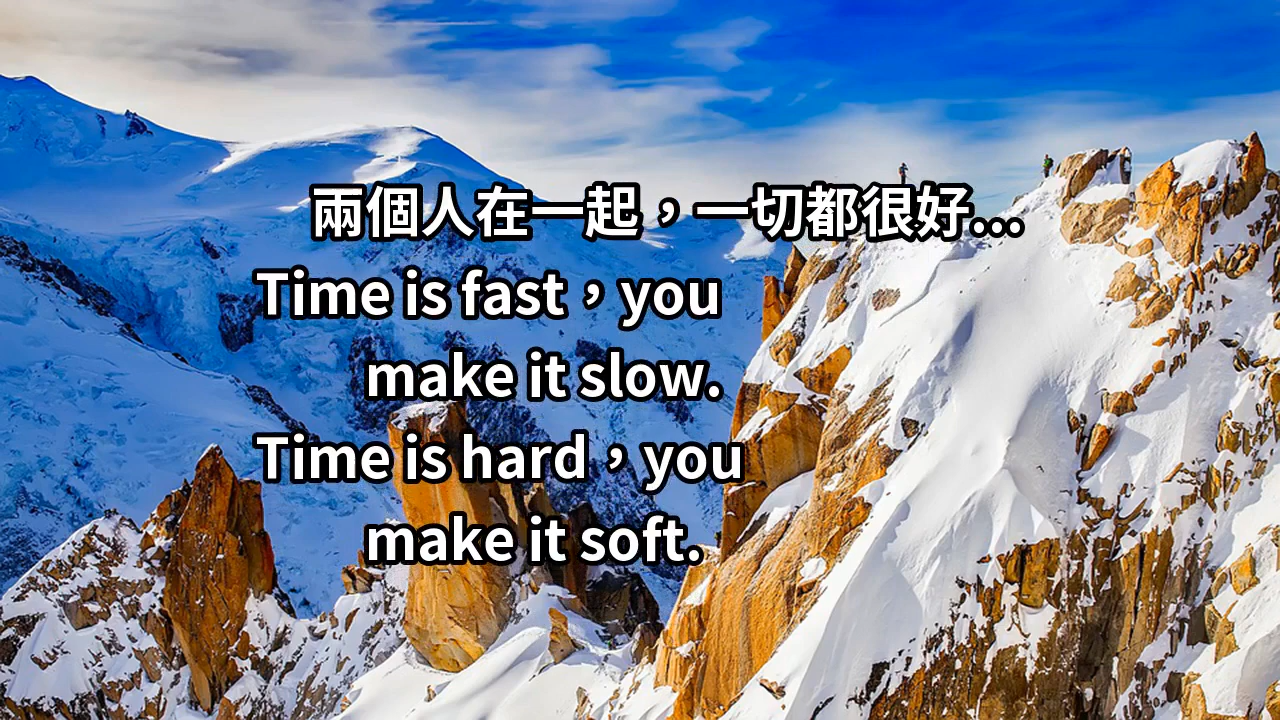 兩個人在一起，一切都很好...
Time is fast，you
make it slow.
Time is hard，you
make it soft.